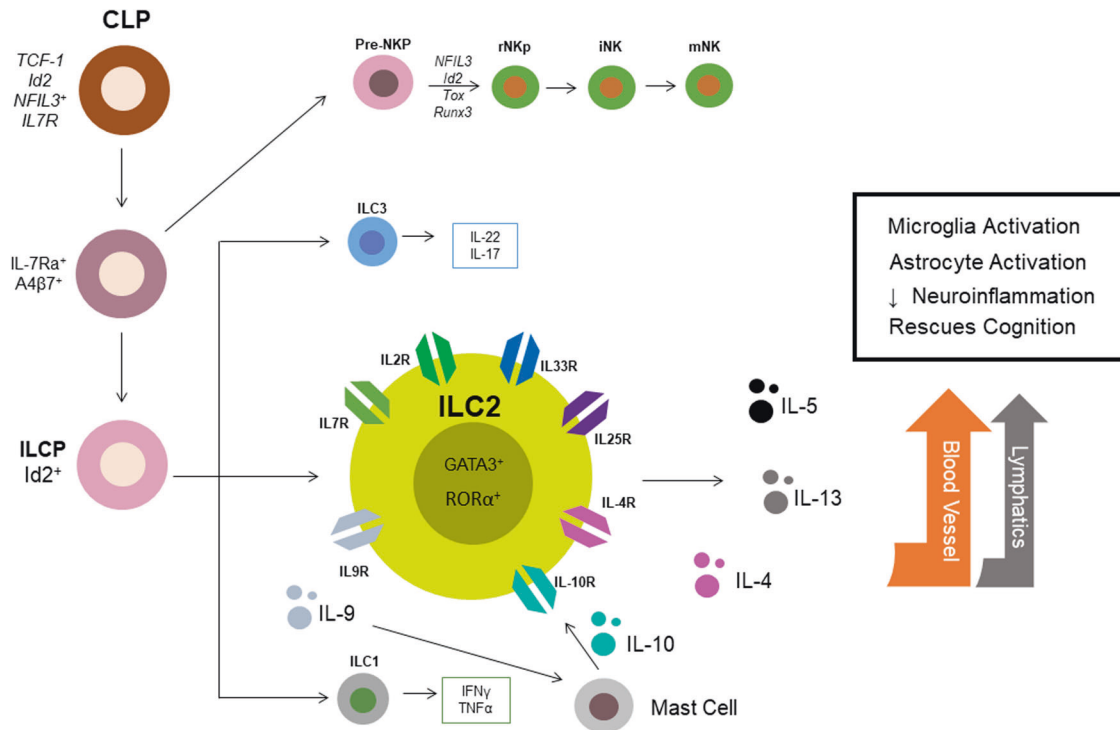 CLP
TCF-1
Id2
NFIL3⁺
IL7R
Pre-NKP
NFIL3
Id2
Tox
Runx3
rNKp
iNK
mNK
IL-7Ra⁺
A4β7⁺
ILC3
IL-22
IL-17
Microglia Activation
Astrocyte Activation
↓ Neuroinflammation
Rescues Cognition
ILCP
Id2⁺
IL2R
IL33R
IL7R
ILC2
IL25R
GATA3⁺
RORα⁺
IL-4R
IL9R
IL-10R
IL-5
IL-13
IL-4
IL-9
IL-10
Blood Vessel
Lymphatics
ILC1
IFNγ
TNFα
Mast Cell